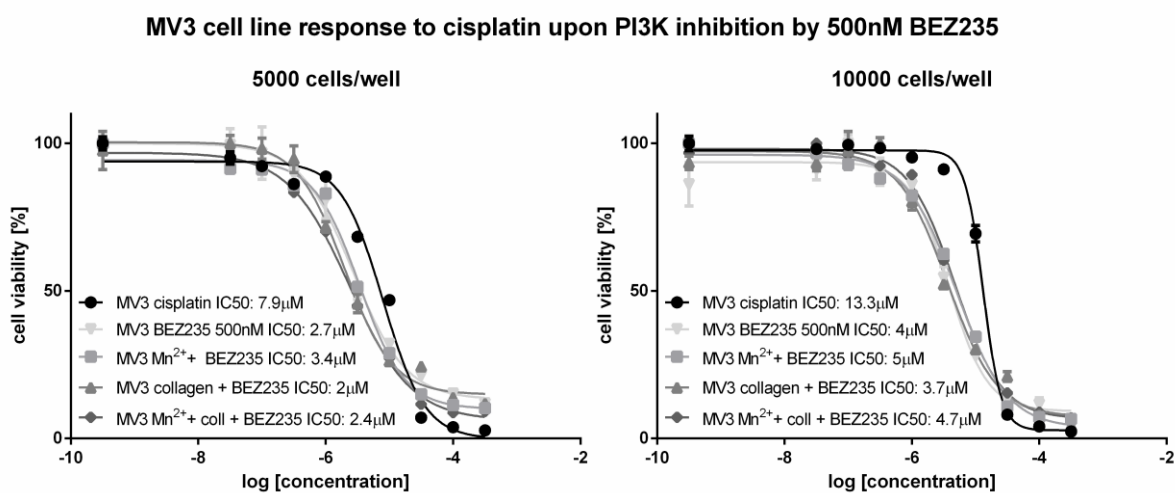 MV3 cell line response to cisplatin upon PI3K inhibition by 500nM BEZ235
5000 cells/well
cell viability [%]
100
50
0
MV3 cisplatin IC50: 7.9µM
MV3 BEZ235 500nM IC50: 2.7µM
MV3 Mn²⁺+ BEZ235 IC50: 3.4µM
MV3 collagen + BEZ235 IC50: 2µM
MV3 Mn²⁺+ coll + BEZ235 IC50: 2.4µM
-10 -8 -6 -4 -2
log [concentration]
10000 cells/well
cell viability [%]
100
50
0
MV3 cisplatin IC50: 13.3µM
MV3 BEZ235 500nM IC50: 4µM
MV3 Mn²⁺+ BEZ235 IC50: 5µM
MV3 collagen + BEZ235 IC50: 3.7µM
MV3 Mn²⁺+ coll + BEZ235 IC50: 4.7µM
-10 -8 -6 -4 -2
log [concentration]